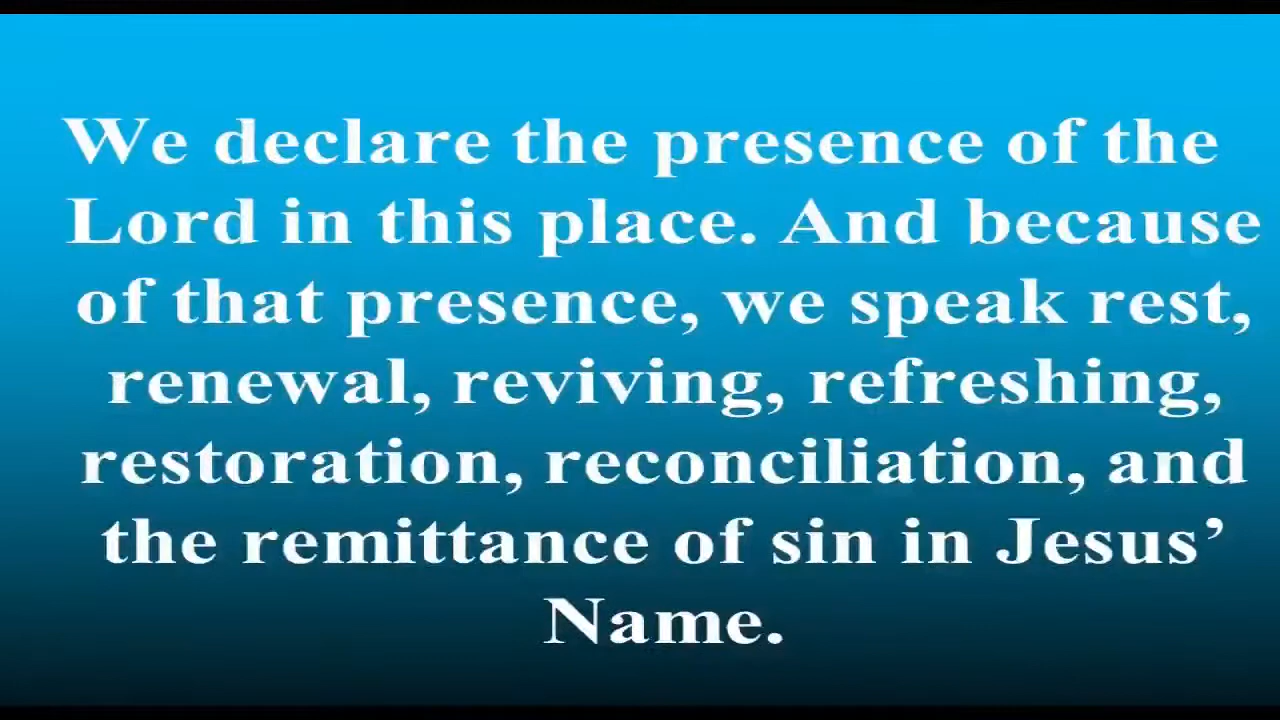 We declare the presence of the
Lord in this place. And because
of that presence, we speak rest,
renewal, reviving, refreshing,
restoration, reconciliation, and
the remittance of sin in Jesus’
Name.